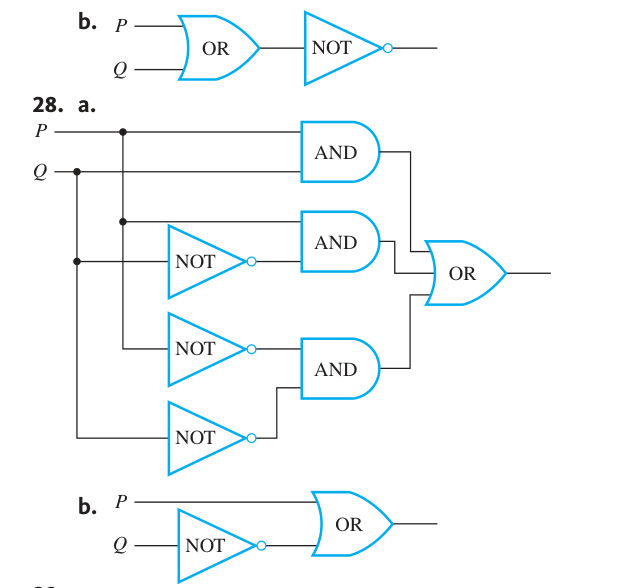 b. P
OR
NOT
Q
28. a.
P
AND
Q
AND
NOT
OR
NOT
AND
NOT
b. P
OR
Q
NOT